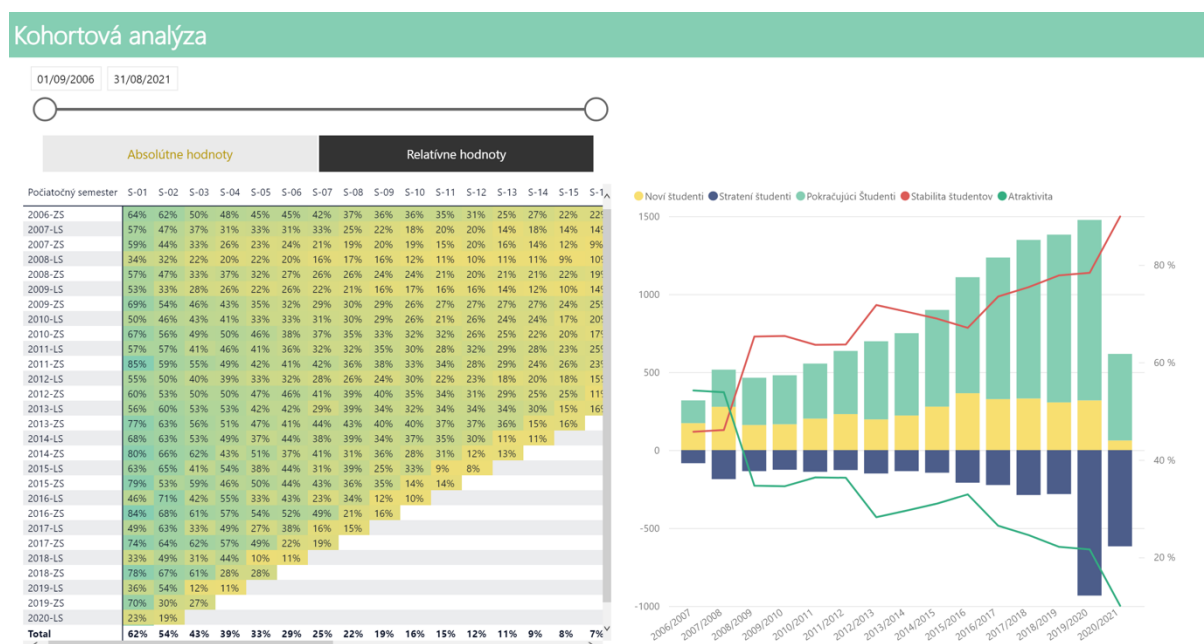 Kohortová analýza
01/09/2006 31/08/2021
Absolútne hodnoty Relatívne hodnoty
Počiatočný semester S-01 S-02 S-03 S-04 S-05 S-06 S-07 S-08 S-09 S-10 S-11 S-12 S-13 S-14 S-15
2006-ZS 64% 62% 50% 48% 45% 45% 42% 37% 36% 36% 35% 31% 25% 27% 22% 22%
2007-LS 57% 47% 37% 31% 33% 31% 33% 25% 22% 18% 20% 20% 14% 18% 14% 14%
2007-ZS 59% 44% 33% 26% 23% 24% 21% 19% 20% 19% 15% 20% 16% 14% 12% 9%
2008-LS 34% 32% 22% 20% 22% 20% 16% 17% 16% 12% 11% 10% 11% 11% 9% 10%
2008-ZS 57% 47% 33% 37% 32% 27% 26% 26% 24% 24% 21% 20% 21% 21% 22% 19%
2009-LS 53% 33% 28% 26% 22% 26% 22% 21% 16% 17% 16% 16% 14% 12% 10% 14%
2009-ZS 69% 54% 46% 43% 35% 32% 29% 30% 29% 26% 27% 27% 27% 27% 24% 25%
2010-LS 50% 46% 43% 41% 33% 33% 31% 30% 29% 26% 21% 26% 24% 24% 17% 20%
2010-ZS 67% 56% 49% 50% 46% 38% 37% 35% 33% 32% 32% 26% 25% 22% 20% 17%
2011-LS 57% 57% 41% 46% 41% 36% 32% 32% 35% 30% 28% 32% 29% 28% 23% 25%
2011-ZS 85% 59% 55% 49% 42% 41% 42% 36% 38% 33% 34% 28% 29% 24% 26% 23%
2012-LS 55% 50% 40% 39% 33% 32% 28% 26% 24% 30% 22% 23% 18% 20% 18% 15%
2012-ZS 60% 53% 50% 50% 47% 46% 41% 39% 40% 35% 34% 31% 29% 25% 25% 11%
2013-LS 56% 60% 53% 53% 42% 42% 29% 39% 34% 32% 34% 34% 34% 30% 15% 16%
2013-ZS 77% 63% 56% 51% 47% 41% 44% 43% 40% 40% 37% 37% 36% 15% 16%
2014-LS 68% 63% 53% 49% 37% 44% 38% 39% 34% 37% 35% 30% 11% 11%
2014-ZS 80% 66% 62% 43% 51% 37% 41% 31% 36% 28% 31% 12% 13%
2015-LS 63% 65% 41% 54% 38% 44% 31% 39% 25% 33% 9% 8%
2015-ZS 79% 53% 59% 46% 50% 44% 43% 36% 35% 14% 14%
2016-LS 46% 71% 42% 55% 33% 43% 23% 34% 12% 10%
2016-ZS 84% 68% 61% 57% 54% 52% 49% 21% 16%
2017-LS 49% 63% 33% 49% 27% 38% 16% 15%
2017-ZS 74% 64% 62% 57% 49% 22% 19%
2018-LS 33% 49% 31% 44% 10% 11%
2018-ZS 78% 67% 61% 28% 28%
2019-LS 36% 54% 12% 11%
2019-ZS 70% 30% 27%
2020-LS 23% 19%
Total 62% 54% 43% 39% 33% 29% 25% 22% 19% 16% 15% 12% 11% 9% 8% 7%
Noví študenti Stratení študenti Pokračujúci Študenti Stabilita študentov Atraktivita
1500
1000
500
0
-500
-1000
80 %
60 %
40 %
20 %
2006/2007 2007/2008 2008/2009 2009/2010 2010/2011 2011/2012 2012/2013 2013/2014 2014/2015 2015/2016 2016/2017 2017/2018 2018/2019 2019/2020 2020/2021